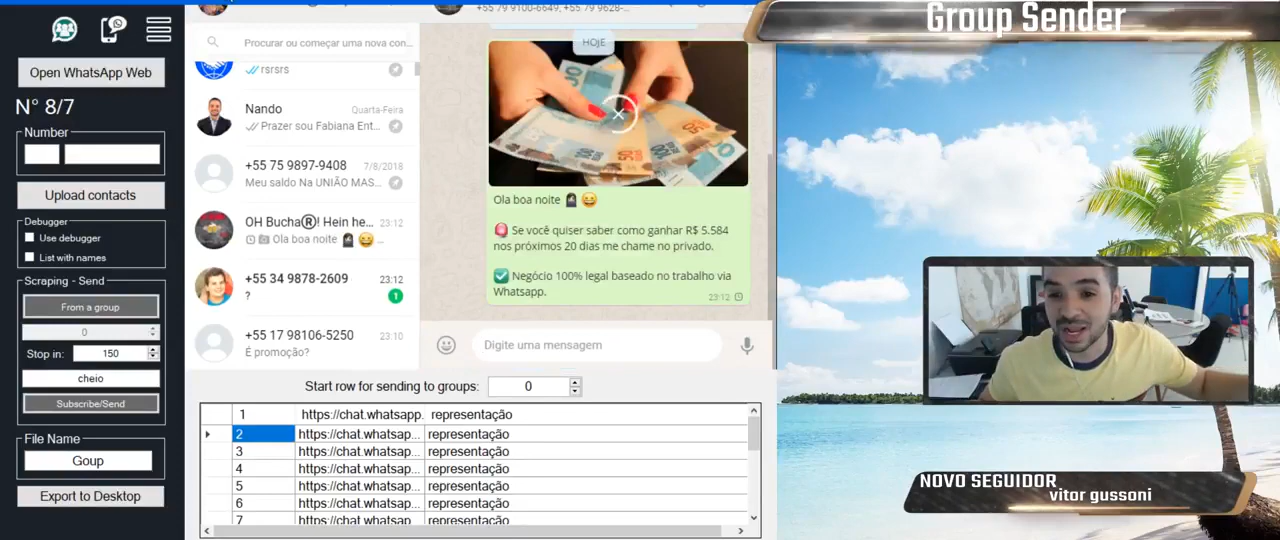 Open WhatsApp Web
N° 8/7
Number
Upload contacts
Debugger
Use debugger
List with names
Scraping - Send
From a group
0
Stop in: 150
cheio
Subscribe/Send
File Name
Goup
Export to Desktop
Procurar ou começar uma nova con...
rsrsrs
Nando Quarta-Feira
Prazer sou Fabiana Ent...
+55 75 9897-9408 7/8/2018
Meu saldo Na UNIÃO MAS...
OH Bucha®! Hein he... 23:12
Ola boa noite
+55 34 9878-2609 23:12
? 1
+55 17 98106-5250 23:10
É promoção?
+55 79 9100-6649, +55 79 9628-
HOJE
Ola boa noite
Se você quiser saber como ganhar R$ 5.584
nos próximos 20 dias me chame no privado.
Negócio 100% legal baseado no trabalho via
Whatsapp.
23:12
Digite uma mensagem
Start row for sending to groups: 0
1 https://chat.whatsapp. representação
2 https://chat.whatsap... representação
3 https://chat.whatsap... representação
4 https://chat.whatsap... representação
5 https://chat.whatsap... representação
6 https://chat.whatsap... representação
7 https://chat.whatsap representação
Group Sender
NOVO SEGUIDOR
vitor gussoni